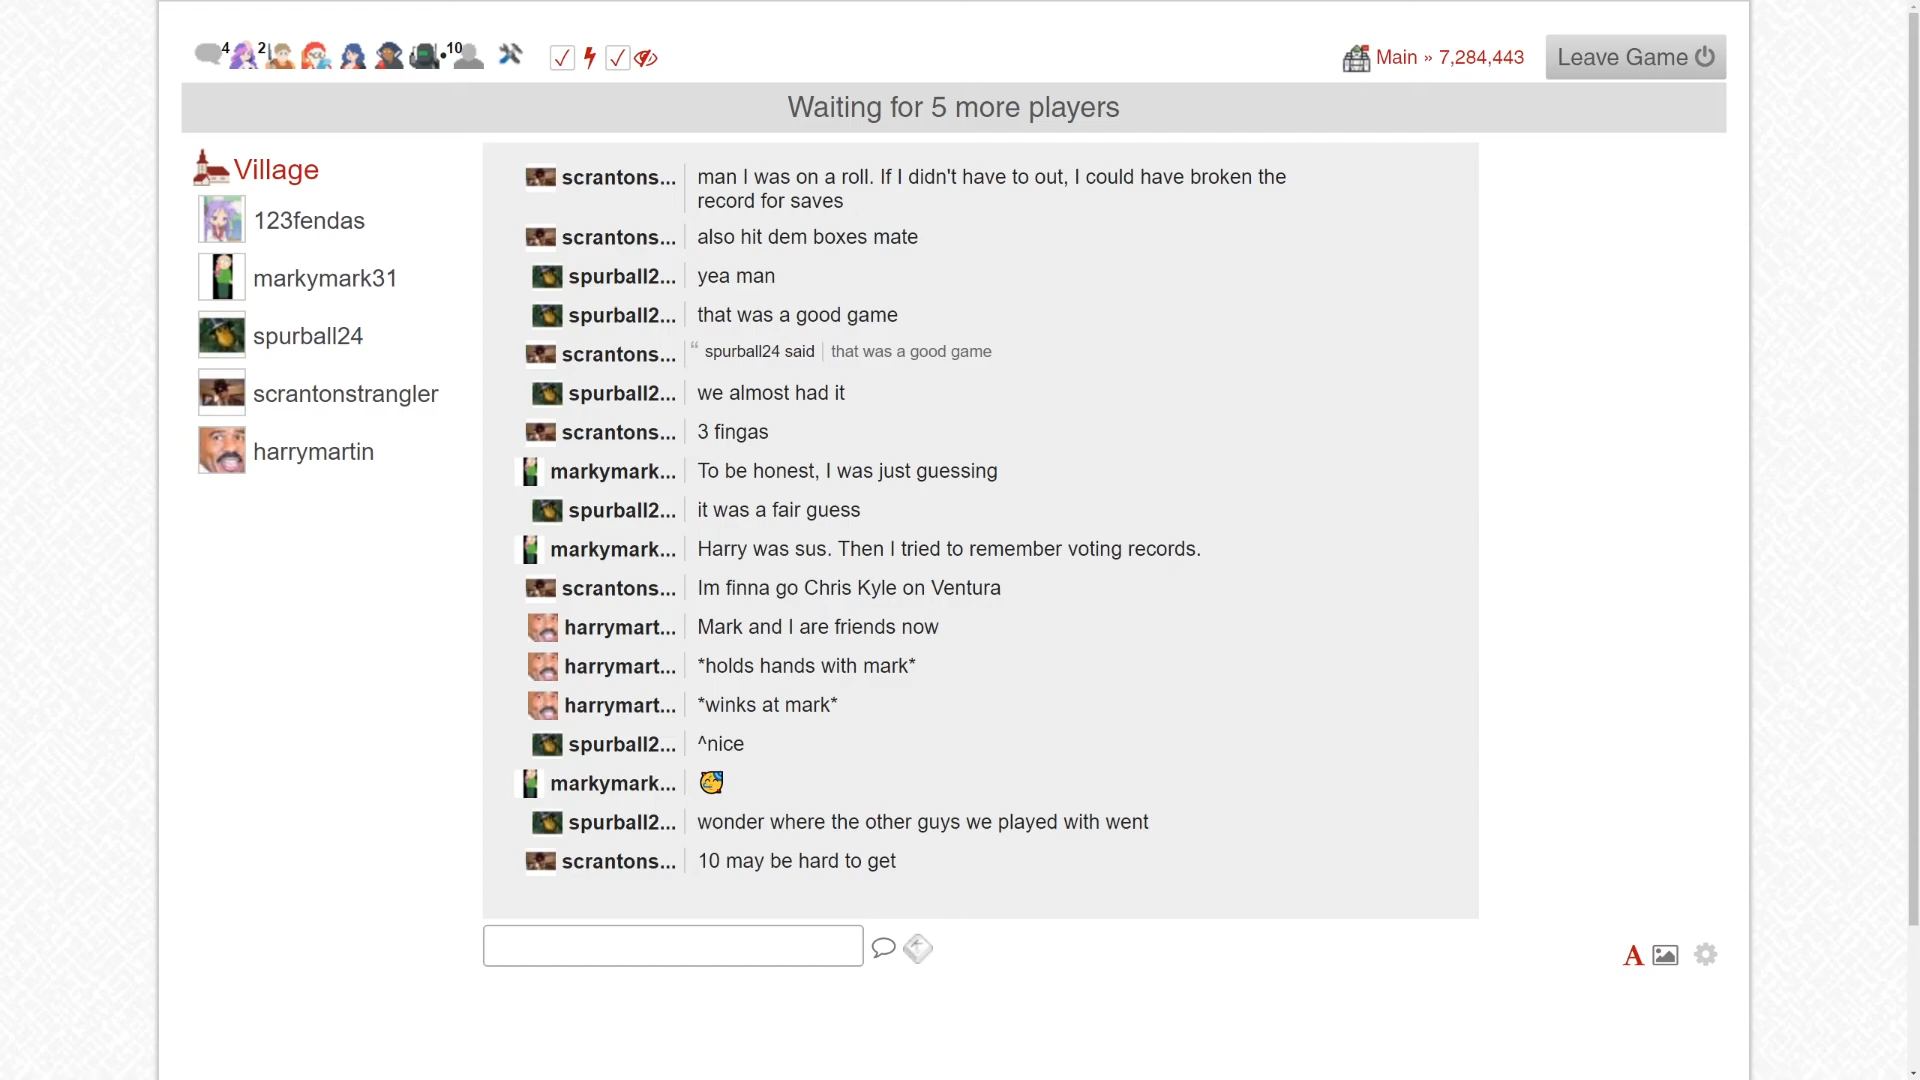 4 2 10
Main » 7,284,443
Leave Game
Waiting for 5 more players
Village
123fendas
markymark31
spurball24
scrantonstrangler
harrymartin
scrantons... man I was on a roll. If I didn't have to out, I could have broken the
record for saves
scrantons... also hit dem boxes mate
spurball2... yea man
spurball2... that was a good game
scrantons... “ spurball24 said that was a good game
spurball2... we almost had it
scrantons... 3 fingas
markymark... To be honest, I was just guessing
spurball2... it was a fair guess
markymark... Harry was sus. Then I tried to remember voting records.
scrantons... Im finna go Chris Kyle on Ventura
harrymart... Mark and I are friends now
harrymart... *holds hands with mark*
harrymart... *winks at mark*
spurball2... ^nice
markymark... 🥳
spurball2... wonder where the other guys we played with went
scrantons... 10 may be hard to get
A